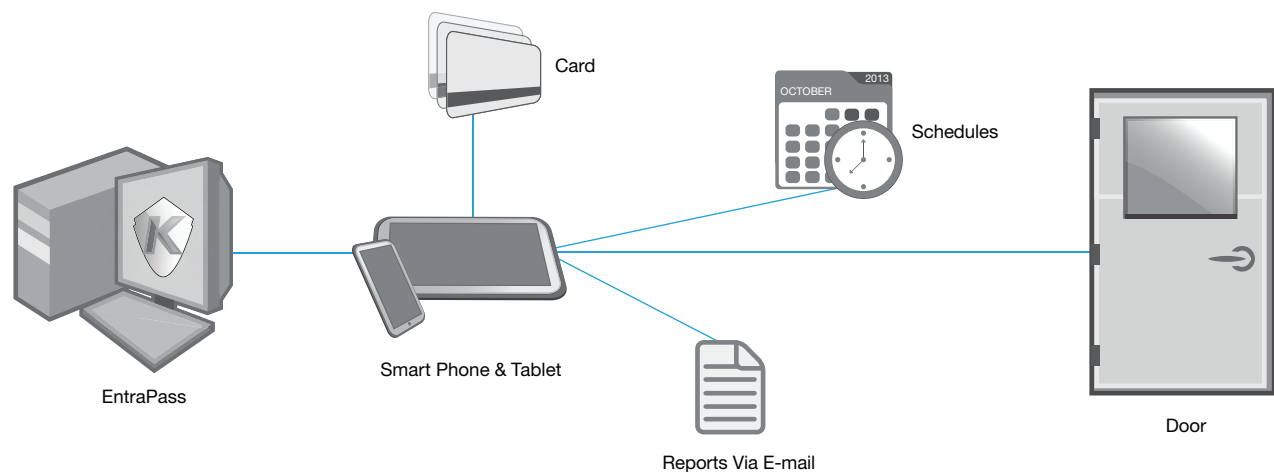 Card
2013
OCTOBER
Schedules
K
Smart Phone & Tablet
EntraPass
Door
Reports Via E-mail